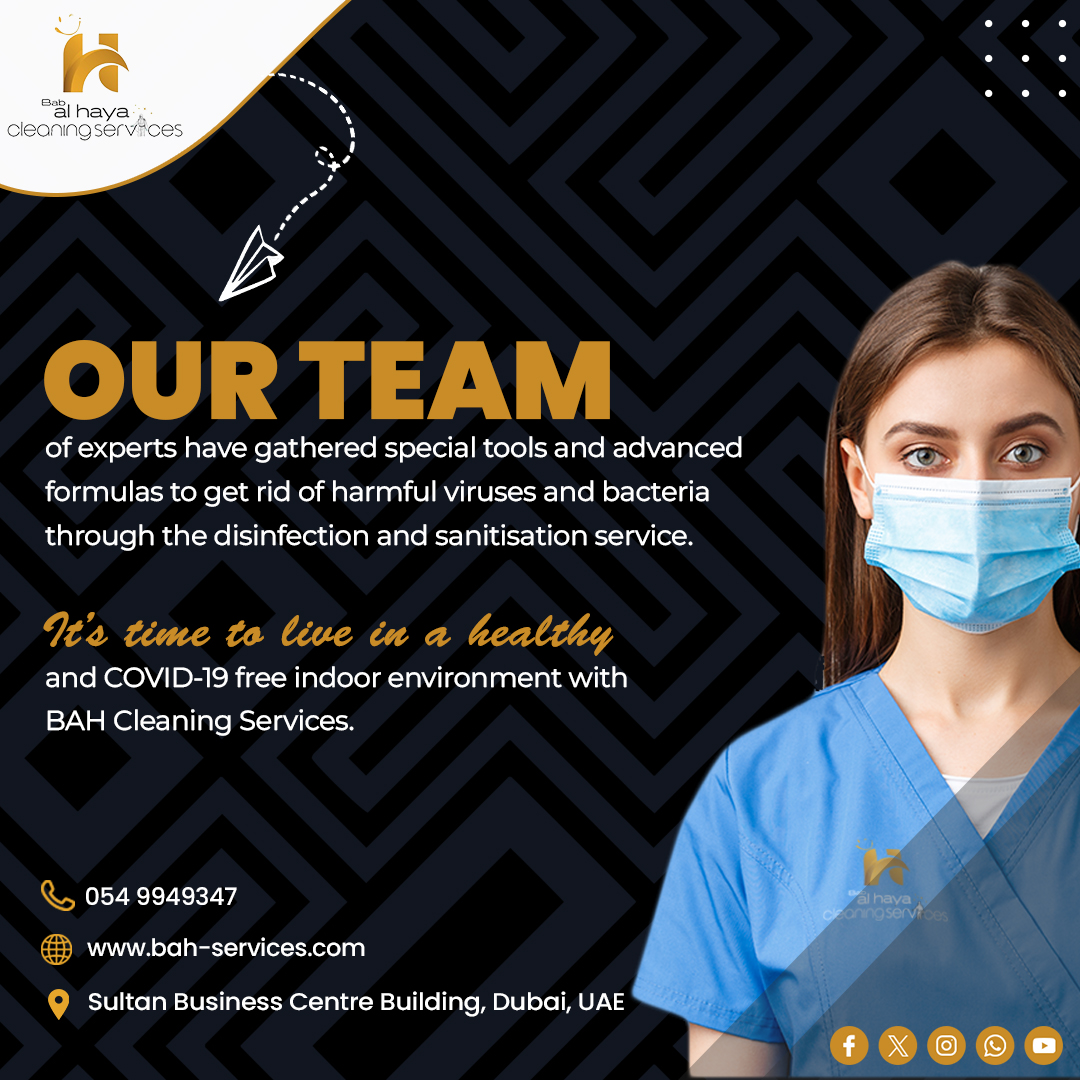 Bab
al haya
cleaning services
OUR TEAM
of experts have gathered special tools and advanced
formulas to get rid of harmful viruses and bacteria
through the disinfection and sanitisation service.
It's time to live in a healthy
and COVID-19 free indoor environment with
BAH Cleaning Services.
Bab
al haya
cleaning services
054 9949347
www.bah-services.com
Sultan Business Centre Building, Dubai, UAE